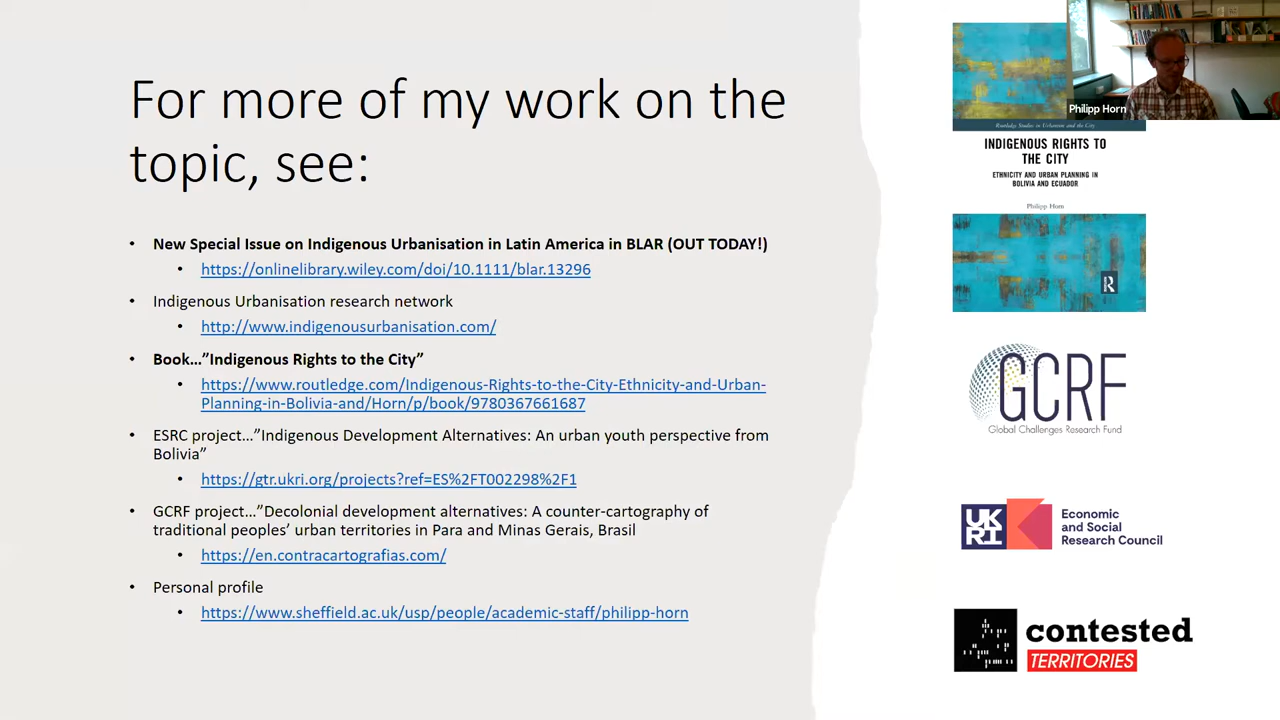 For more of my work on the
topic, see:
• New Special Issue on Indigenous Urbanisation in Latin America in BLAR (OUT TODAY!)
• https://onlinelibrary.wiley.com/doi/10.1111/blar.13296
• Indigenous Urbanisation research network
• http://www.indigenousurbanisation.com/
• Book…”Indigenous Rights to the City”
• https://www.routledge.com/Indigenous-Rights-to-the-City-Ethnicity-and-Urban-
Planning-in-Bolivia-and/Horn/p/book/9780367661687
• ESRC project…”Indigenous Development Alternatives: An urban youth perspective from
Bolivia”
• https://gtr.ukri.org/projects?ref=ES%2FT002298%2F1
• GCRF project…”Decolonial development alternatives: A counter-cartography of
traditional peoples’ urban territories in Para and Minas Gerais, Brasil
• https://en.contracartografias.com/
• Personal profile
• https://www.sheffield.ac.uk/usp/people/academic-staff/philipp-horn
Philipp Horn
Routledge Studies in Urbanism and the City
INDIGENOUS RIGHTS TO
THE CITY
ETHNICITY AND URBAN PLANNING IN
BOLIVIA AND ECUADOR
Philipp Horn
R
GCRF
Global Challenges Research Fund
UK
RI
Economic
and Social
Research Council
contested
TERRITORIES